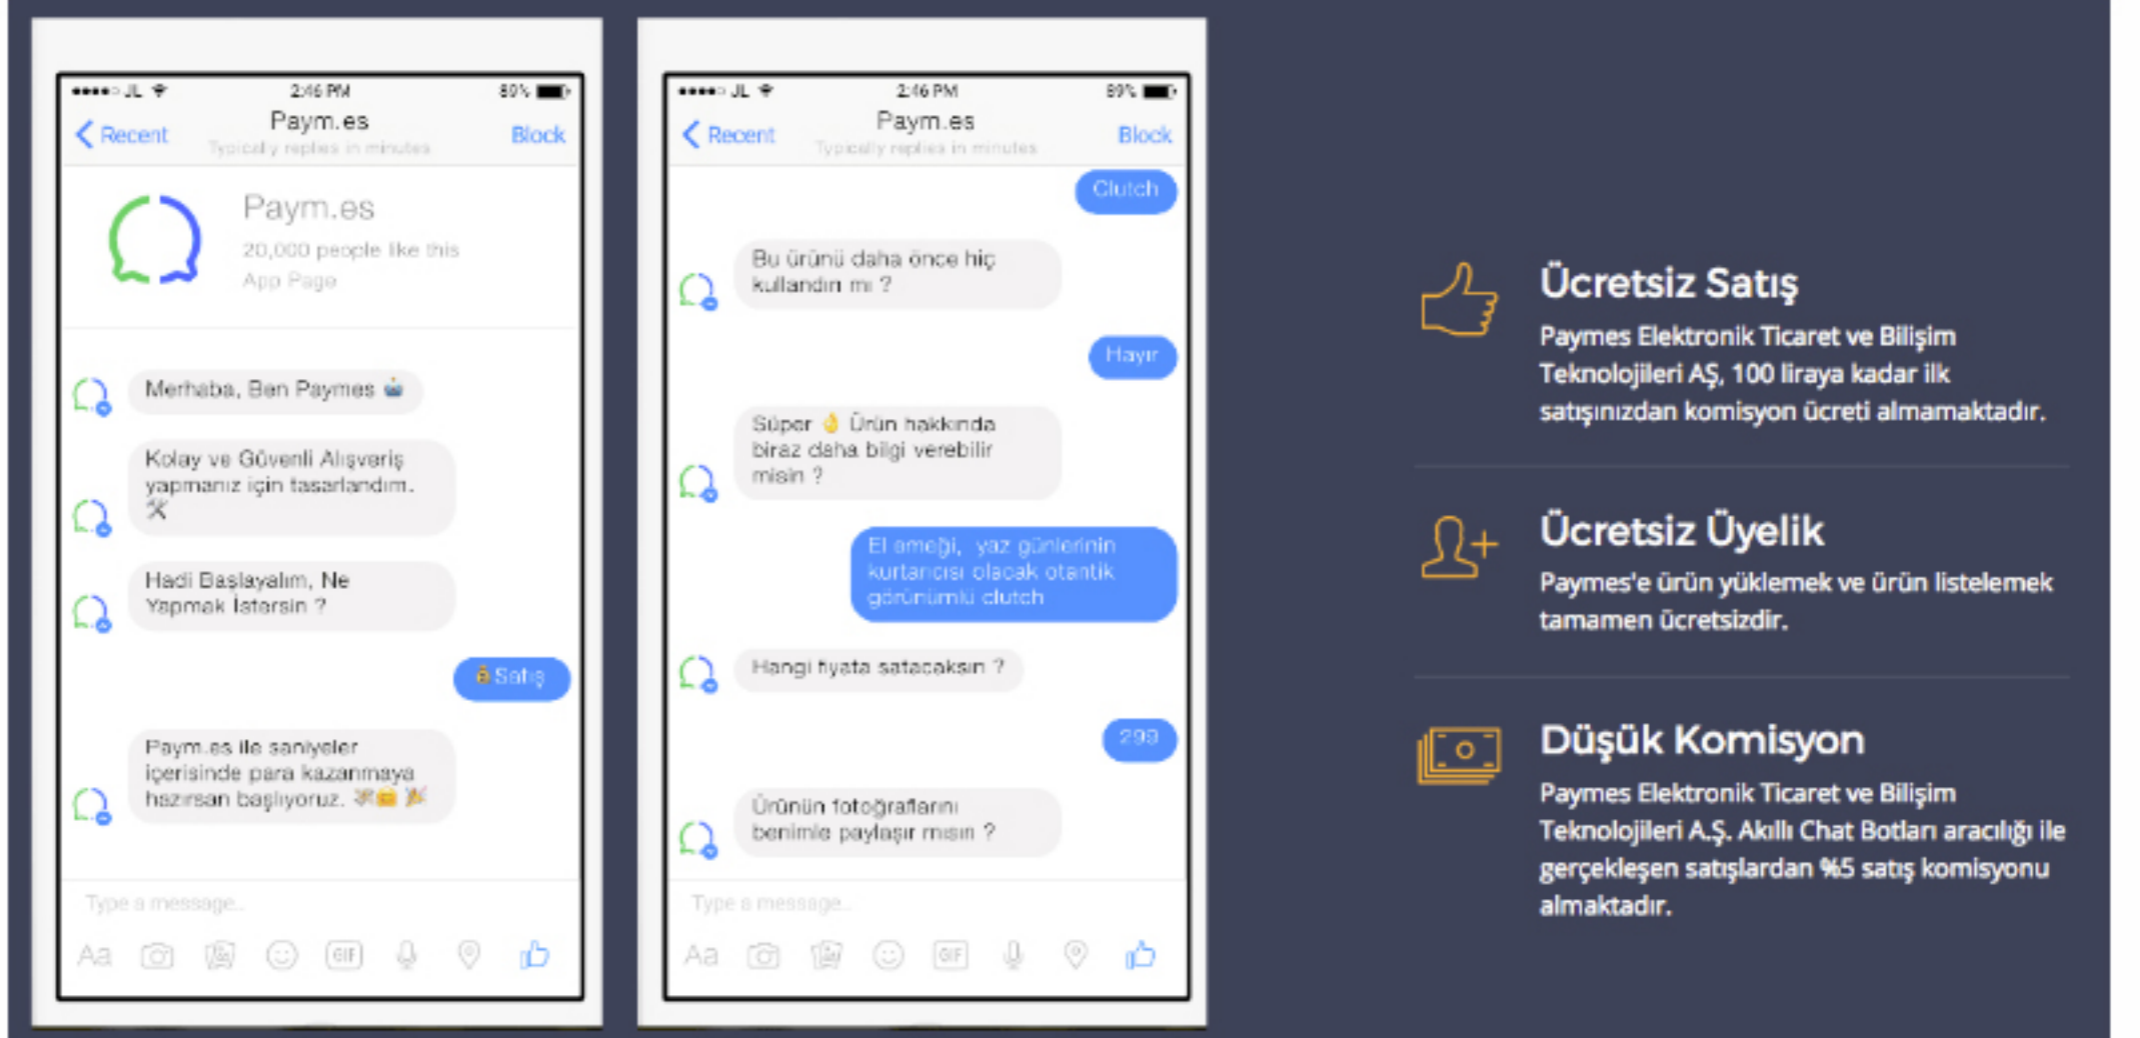 JL
2:46 PM
89%
Recent
Paym.es
Block
Typically replies in minutes
Paym.es
20,000 people like this
App Page
Merhaba, Ben Paymes
Kolay ve Güvenli Alışveriş
yapmanız için tasarlandım.
Hadi Başlayalım, Ne
Yapmak İstersin ?
Satış
Paym.es ile saniyeler
içerisinde para kazanmaya
hazırsan başlıyoruz.
Type a message...
Aa
GIF
JL
2:46 PM
89%
Recent
Paym.es
Block
Typically replies in minutes
Clutch
Bu ürünü daha önce hiç
kullandın mı ?
Hayır
Süper 👌 Ürün hakkında
biraz daha bilgi verebilir
misin ?
El emeği, yaz günlerinin
kurtarıcısı olacak otantik
görünümlü clutch
Hangi fiyata satacaksın ?
299
Ürünün fotoğraflarını
benimle paylaşır mısın ?
Type a message...
Aa
GIF
Ücretsiz Satış
Paymes Elektronik Ticaret ve Bilişim
Teknolojileri AŞ, 100 liraya kadar ilk
satışınızdan komisyon ücreti almamaktadır.
Ücretsiz Üyelik
Paymes'e ürün yüklemek ve ürün listelemek
tamamen ücretsizdir.
Düşük Komisyon
Paymes Elektronik Ticaret ve Bilişim
Teknolojileri A.Ş. Akıllı Chat Botları aracılığı ile
gerçekleşen satışlardan %5 satış komisyonu
almaktadır.